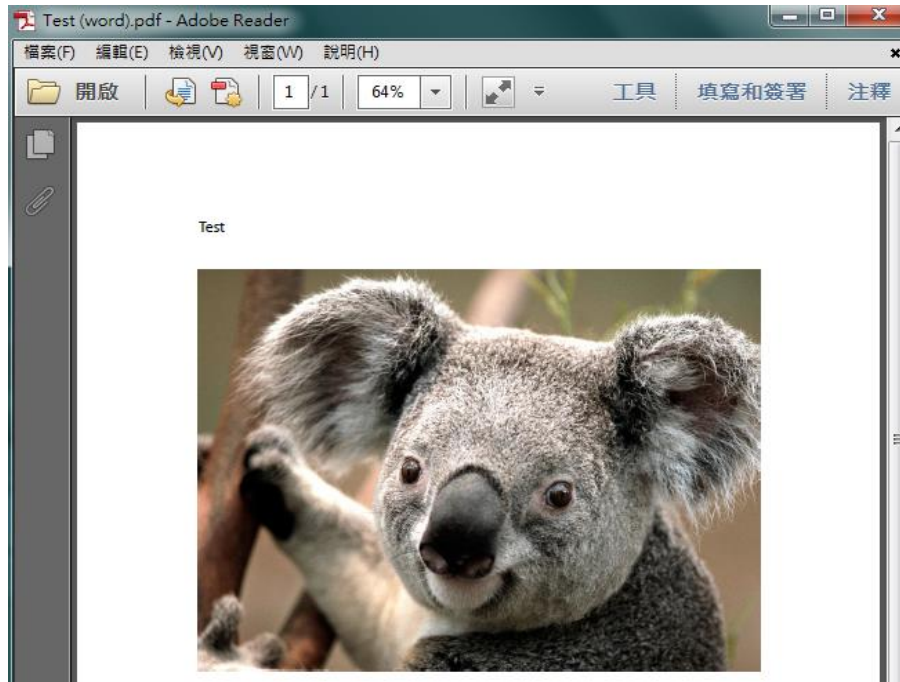 Test (word).pdf - Adobe Reader
檔案(F) 編輯(E) 檢視(V) 視窗(W) 說明(H)
開啟 1 / 1 64% 工具 填寫和簽署 注釋
Test